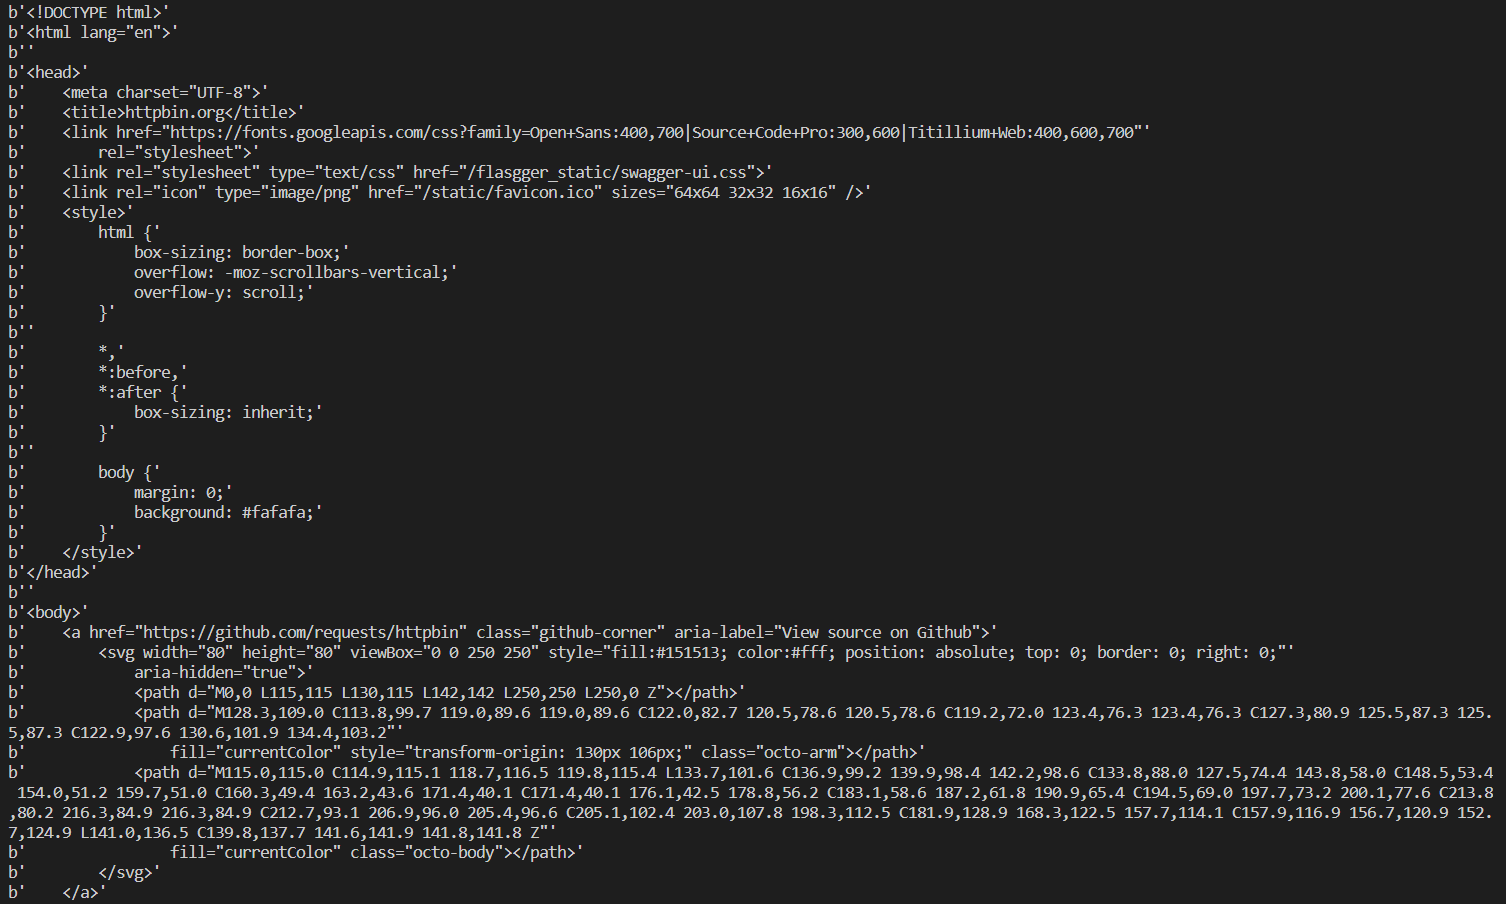 b'<!DOCTYPE html>'
b'<html lang="en">'
b''
b'<head>'
b'    <meta charset="UTF-8">'
b'    <title>httpbin.org</title>'
b'    <link href="https://fonts.googleapis.com/css?family=Open+Sans:400,700|Source+Code+Pro:300,600|Titillium+Web:400,600,700"'
b'        rel="stylesheet">'
b'    <link rel="stylesheet" type="text/css" href="/flasgger_static/swagger-ui.css">'
b'    <link rel="icon" type="image/png" href="/static/favicon.ico" sizes="64x64 32x32 16x16" />'
b'    <style>'
b'        html {'
b'            box-sizing: border-box;'
b'            overflow: -moz-scrollbars-vertical;'
b'            overflow-y: scroll;'
b'        }'
b''
b'        *,'
b'        *:before,'
b'        *:after {'
b'            box-sizing: inherit;'
b'        }'
b''
b'        body {'
b'            margin: 0;'
b'            background: #fafafa;'
b'        }'
b'    </style>'
b'</head>'
b''
b'<body>'
b'    <a href="https://github.com/requests/httpbin" class="github-corner" aria-label="View source on Github">'
b'        <svg width="80" height="80" viewBox="0 0 250 250" style="fill:#151513; color:#fff; position: absolute; top: 0; border: 0; right: 0;"'
b'            aria-hidden="true">'
b'            <path d="M0,0 L115,115 L130,115 L142,142 L250,250 L250,0 Z"></path>'
b'            <path d="M128.3,109.0 C113.8,99.7 119.0,89.6 119.0,89.6 C122.0,82.7 120.5,78.6 120.5,78.6 C119.2,72.0 123.4,76.3 123.4,76.3 C127.3,80.9 125.5,87.3 125.
5,87.3 C122.9,97.6 130.6,101.9 134.4,103.2"'
b'                fill="currentColor" style="transform-origin: 130px 106px;" class="octo-arm"></path>'
b'            <path d="M115.0,115.0 C114.9,115.1 118.7,116.5 119.8,115.4 L133.7,101.6 C136.9,99.2 139.9,98.4 142.2,98.6 C133.8,88.0 127.5,74.4 143.8,58.0 C148.5,53.4
 154.0,51.2 159.7,51.0 C160.3,49.4 163.2,43.6 171.4,40.1 C171.4,40.1 176.1,42.5 178.8,56.2 C183.1,58.6 187.2,61.8 190.9,65.4 C194.5,69.0 197.7,73.2 200.1,77.6 C213.8
,80.2 216.3,84.9 216.3,84.9 C212.7,93.1 206.9,96.0 205.4,96.6 C205.1,102.4 203.0,107.8 198.3,112.5 C181.9,128.9 168.3,122.5 157.7,114.1 C157.9,116.9 156.7,120.9 152.
7,124.9 L141.0,136.5 C139.8,137.7 141.6,141.9 141.8,141.8 Z"'
b'                fill="currentColor" class="octo-body"></path>'
b'        </svg>'
b'    </a>'